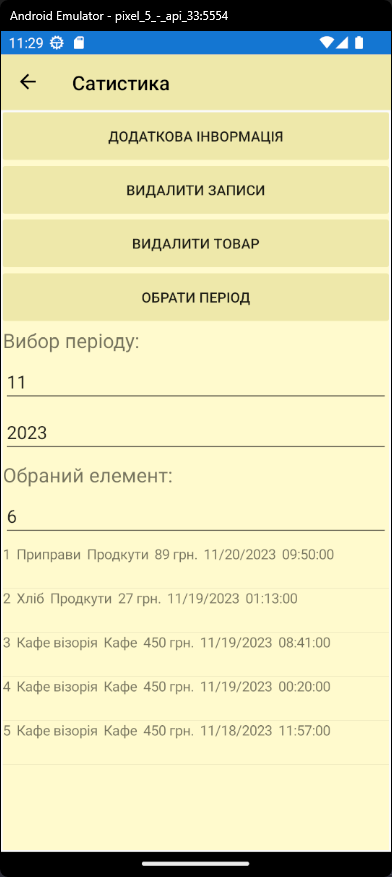 Android Emulator - pixel_5_-_api_33:5554
11:29
Сатистика
ДОДАТКОВА ІНВОРМАЦІЯ
ВИДАЛИТИ ЗАПИСИ
ВИДАЛИТИ ТОВАР
ОБРАТИ ПЕРІОД
Вибор періоду:
11
2023
Обраний елемент:
6
1 Приправи Продкути 89 грн. 11/20/2023 09:50:00
2 Хліб Продкути 27 грн. 11/19/2023 01:13:00
3 Кафе візорія Кафе 450 грн. 11/19/2023 08:41:00
4 Кафе візорія Кафе 450 грн. 11/19/2023 00:20:00
5 Кафе візорія Кафе 450 грн. 11/18/2023 11:57:00